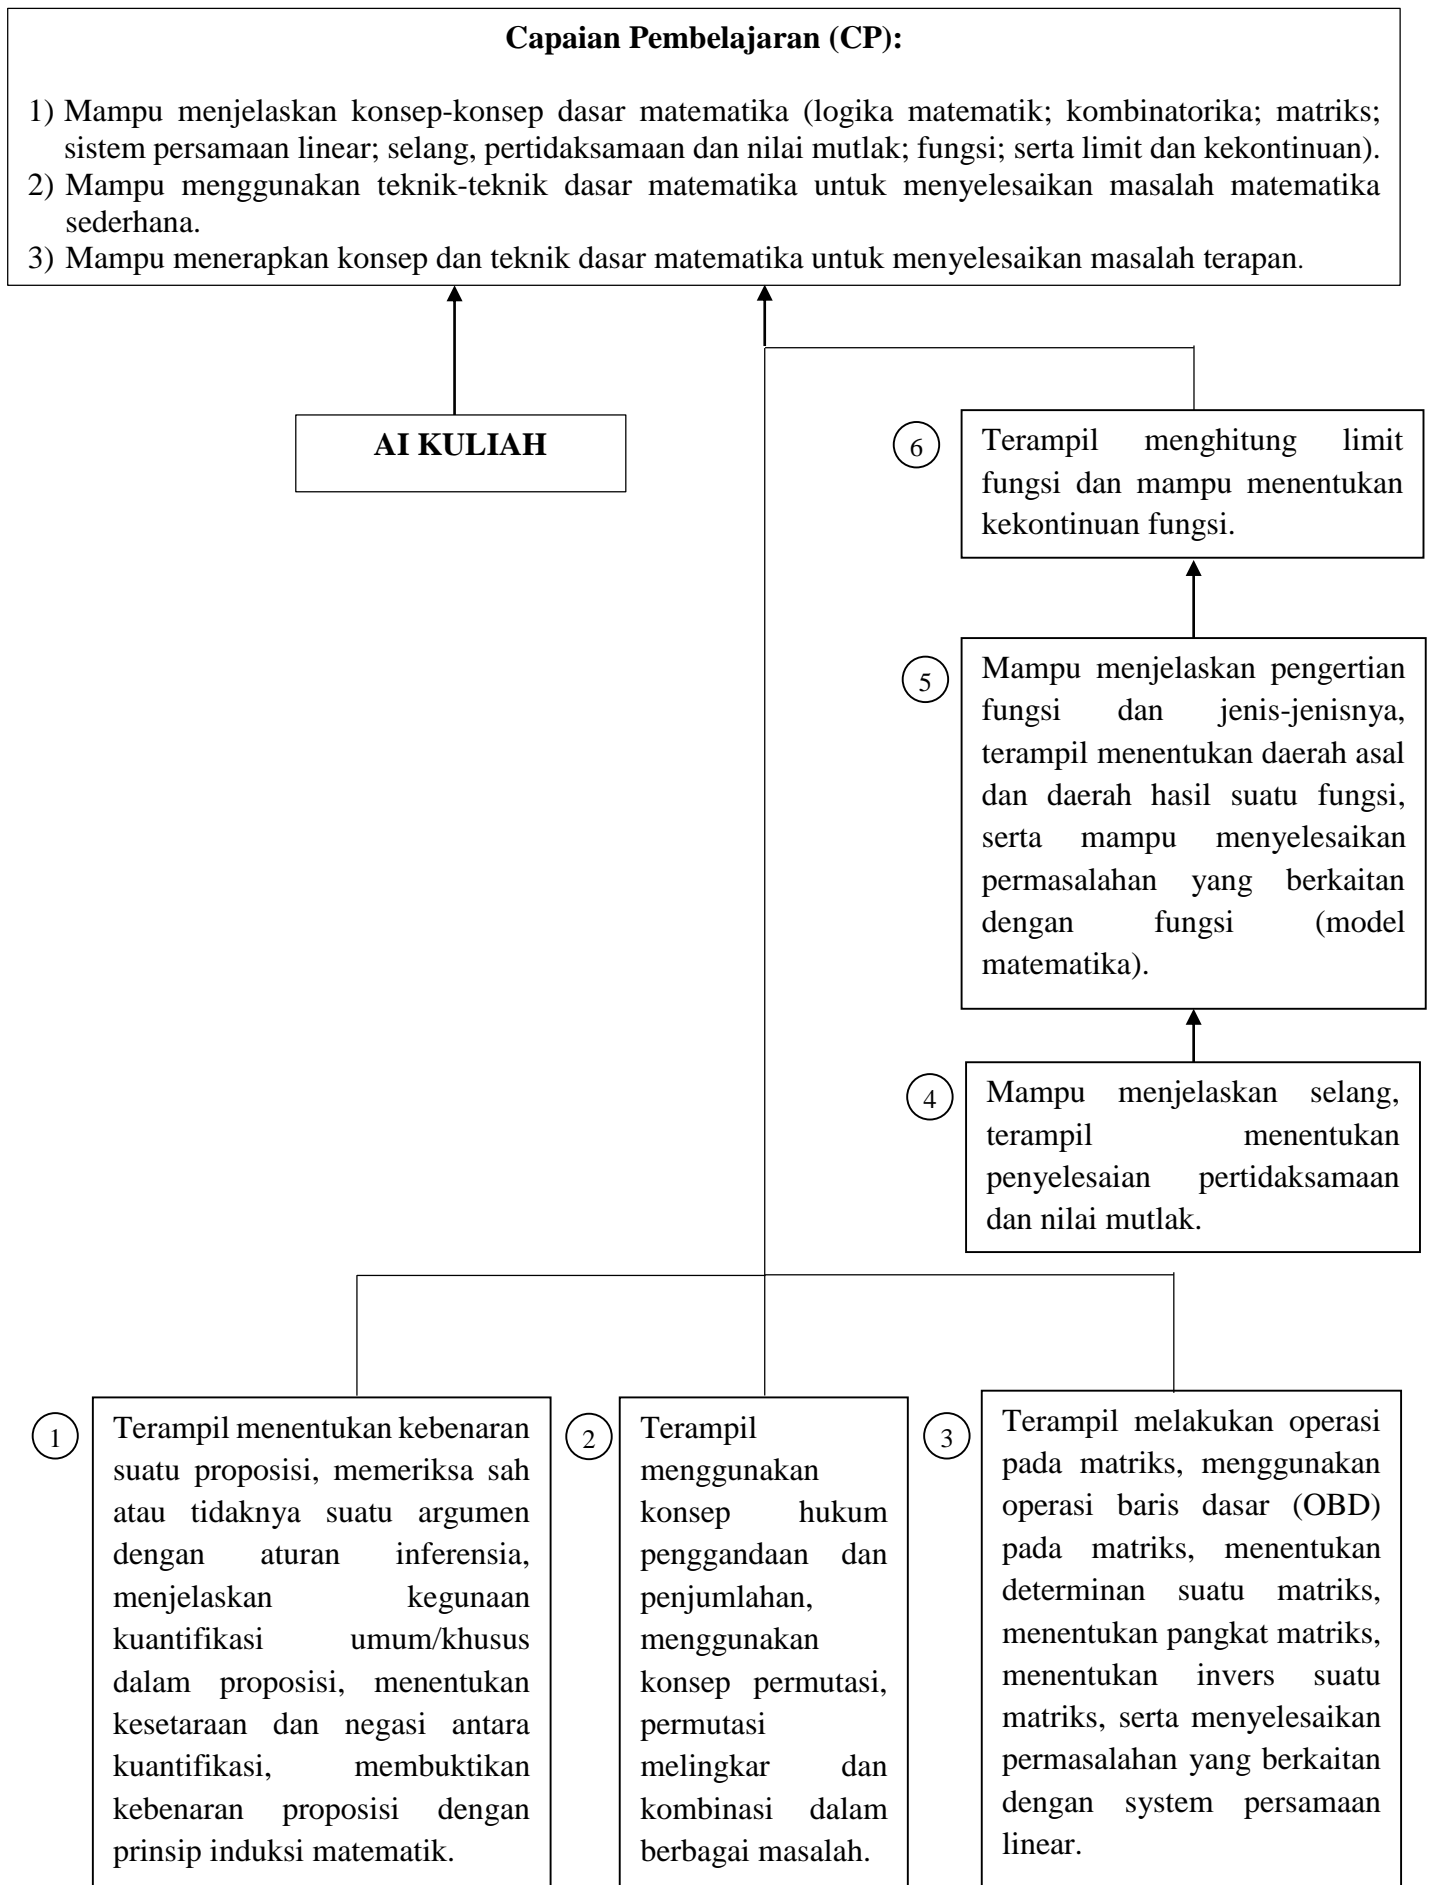 Capaian Pembelajaran (CP):
1) Mampu menjelaskan konsep-konsep dasar matematika (logika matematik; kombinatorika; matriks;
sistem persamaan linear; selang, pertidaksamaan dan nilai mutlak; fungsi; serta limit dan kekontinuan).
2) Mampu menggunakan teknik-teknik dasar matematika untuk menyelesaikan masalah matematika
sederhana.
3) Mampu menerapkan konsep dan teknik dasar matematika untuk menyelesaikan masalah terapan.
AI KULIAH
6
Terampil menghitung limit
fungsi dan mampu menentukan
kekontinuan fungsi.
5
Mampu menjelaskan pengertian
fungsi dan jenis-jenisnya,
terampil menentukan daerah asal
dan daerah hasil suatu fungsi,
serta mampu menyelesaikan
permasalahan yang berkaitan
dengan fungsi (model
matematika).
4
Mampu menjelaskan selang,
terampil menentukan
penyelesaian pertidaksamaan
dan nilai mutlak.
1
Terampil menentukan kebenaran
suatu proposisi, memeriksa sah
atau tidaknya suatu argumen
dengan aturan inferensia,
menjelaskan kegunaan
kuantifikasi umum/khusus
dalam proposisi, menentukan
kesetaraan dan negasi antara
kuantifikasi, membuktikan
kebenaran proposisi dengan
prinsip induksi matematik.
2
Terampil
menggunakan
konsep hukum
penggandaan dan
penjumlahan,
menggunakan
konsep permutasi,
permutasi
melingkar dan
kombinasi dalam
berbagai masalah.
3
Terampil melakukan operasi
pada matriks, menggunakan
operasi baris dasar (OBD)
pada matriks, menentukan
determinan suatu matriks,
menentukan pangkat matriks,
menentukan invers suatu
matriks, serta menyelesaikan
permasalahan yang berkaitan
dengan system persamaan
linear.